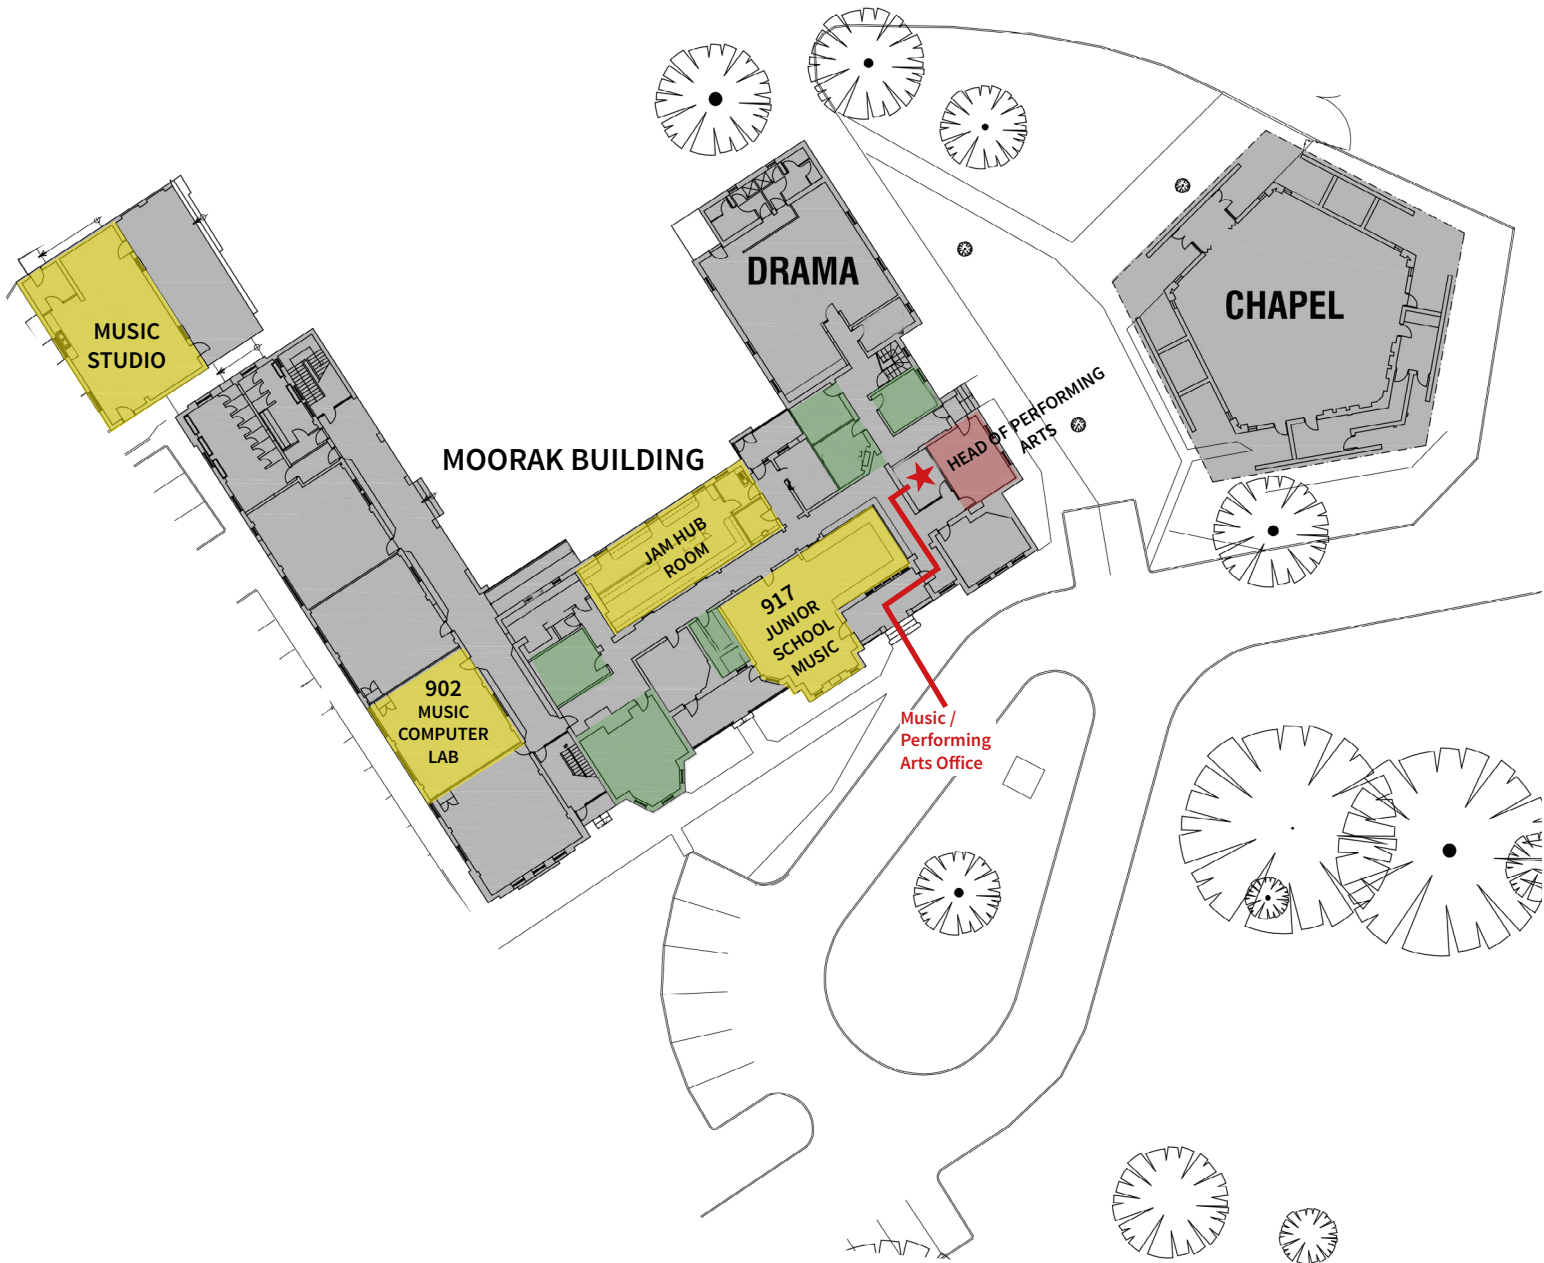 DRAMA
CHAPEL
MUSIC
STUDIO
HEAD OF PERFORMING
ARTS
MOORAK BUILDING
JAM HUB
ROOM
917
JUNIOR
SCHOOL
MUSIC
902
MUSIC
COMPUTER
LAB
Music /
Performing
Arts Office